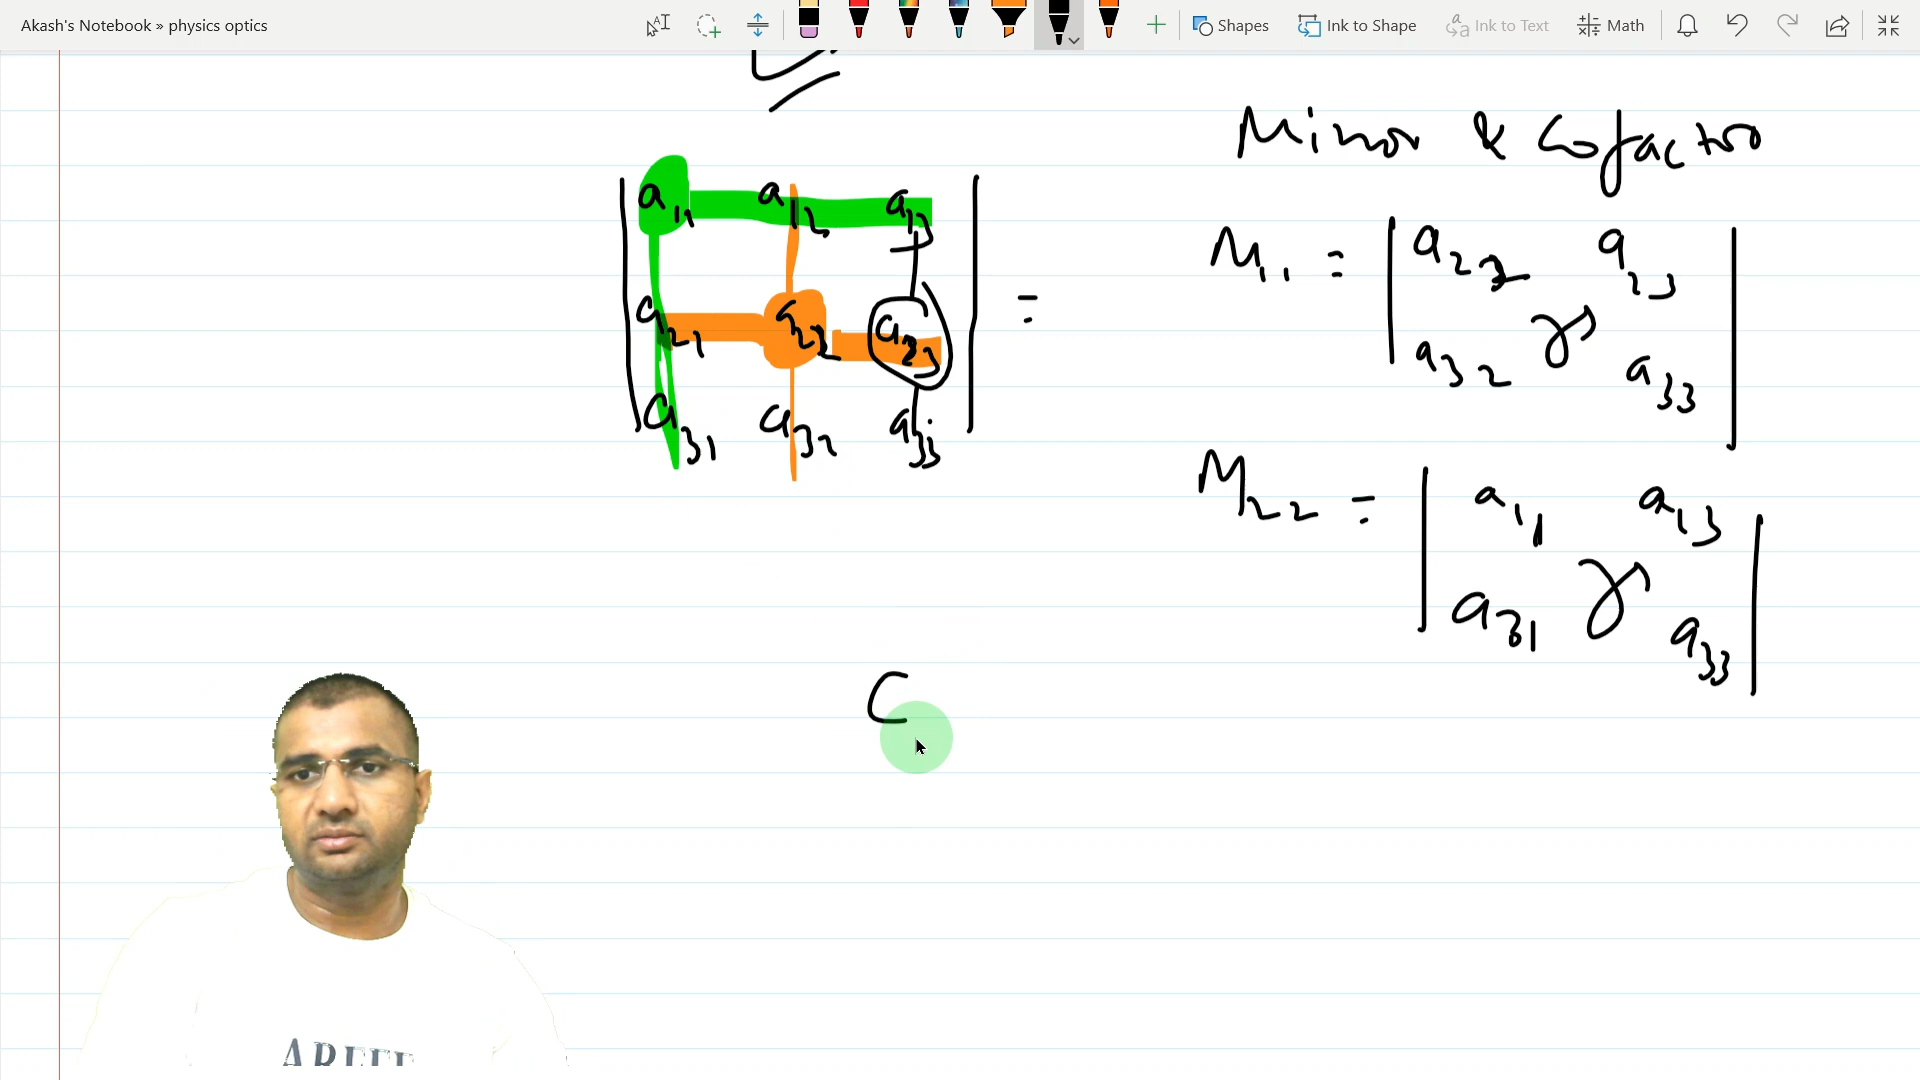 Akash's Notebook » physics optics
Shapes Ink to Shape Ink to Text Math
Minor & Cofactor
a11 a12 a13
a21 a22 a23 =
a31 a32 a33
M11 = a22 a23
a32 a33
M22 = a11 a13
a31 a33
C